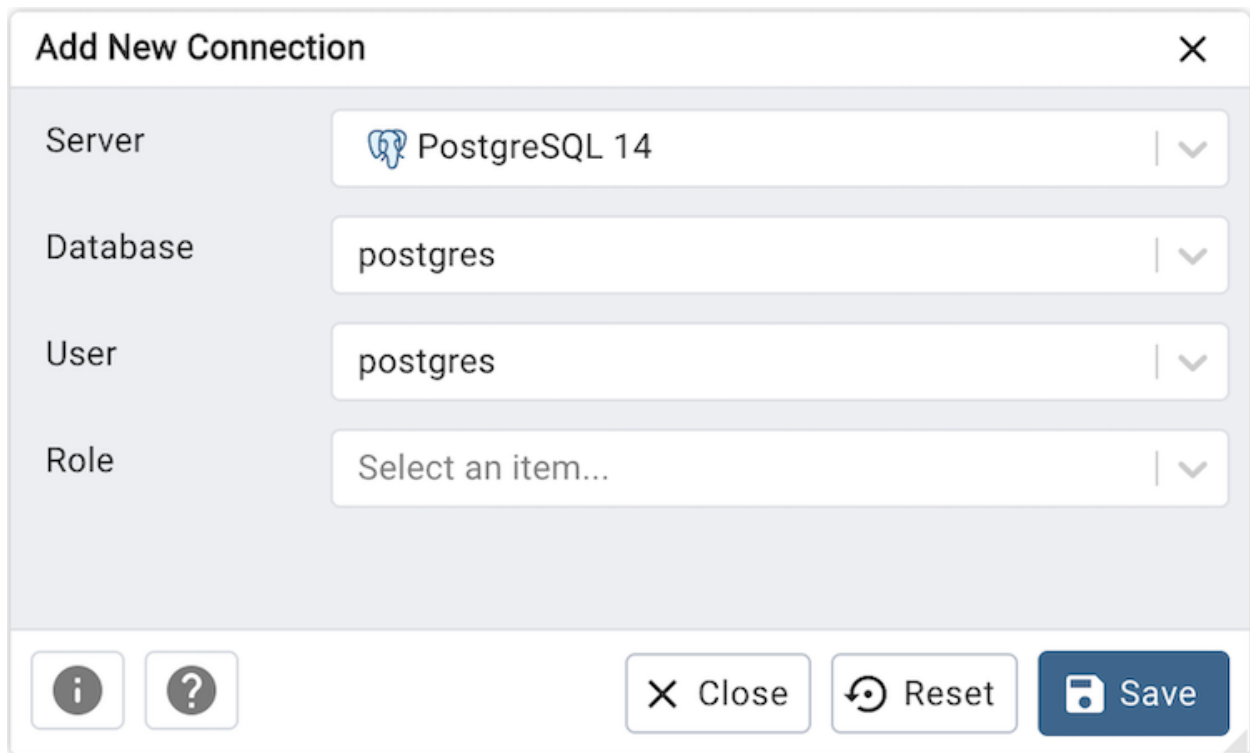 Add New Connection
Server PostgreSQL 14
Database postgres
User postgres
Role Select an item...
Close Reset Save